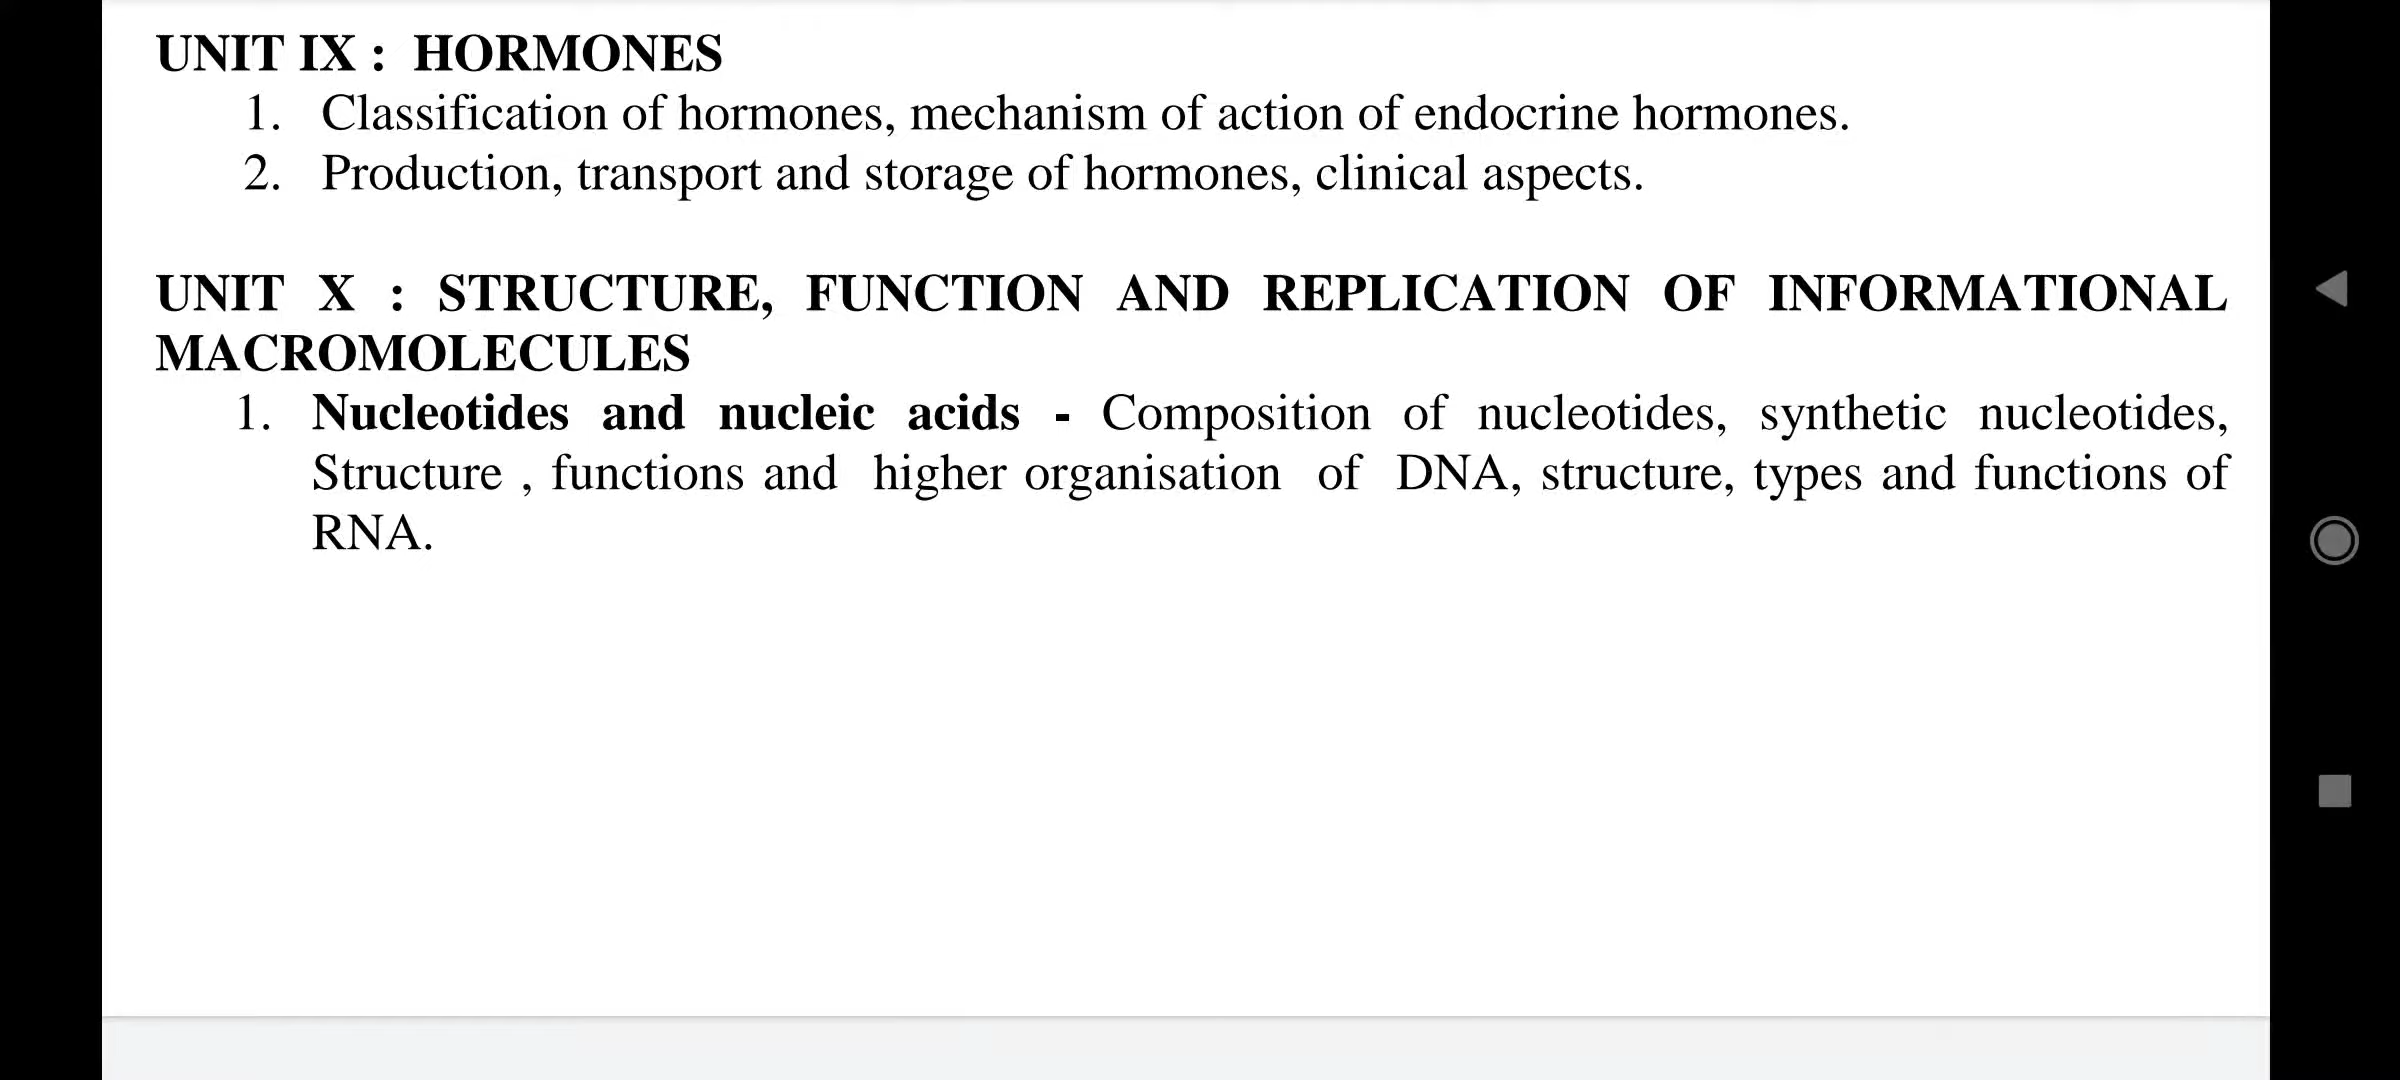 UNIT IX : HORMONES
1. Classification of hormones, mechanism of action of endocrine hormones.
2. Production, transport and storage of hormones, clinical aspects.
UNIT X : STRUCTURE, FUNCTION AND REPLICATION OF INFORMATIONAL
MACROMOLECULES
1. Nucleotides and nucleic acids - Composition of nucleotides, synthetic nucleotides,
Structure , functions and higher organisation of DNA, structure, types and functions of
RNA.